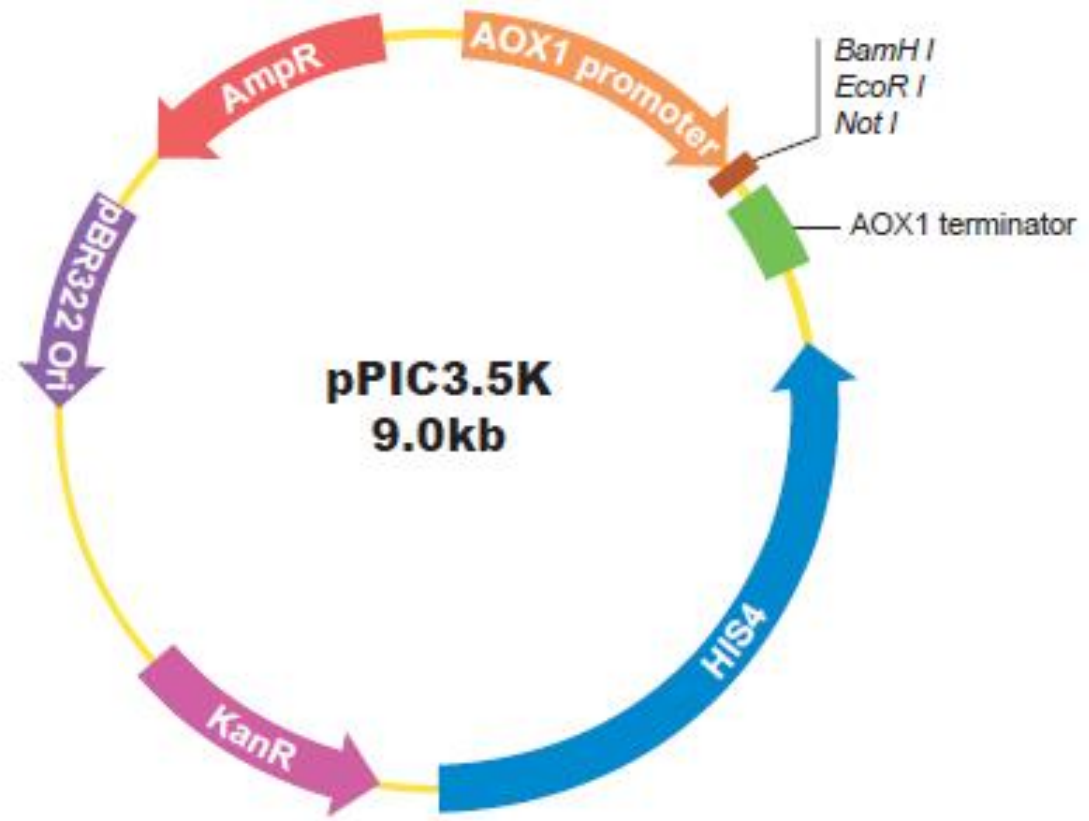 AmpR
AOX1 promoter
BamH I
EcoR I
Not I
AOX1 terminator
pBR322 Ori
pPIC3.5K
9.0kb
HIS4
KanR